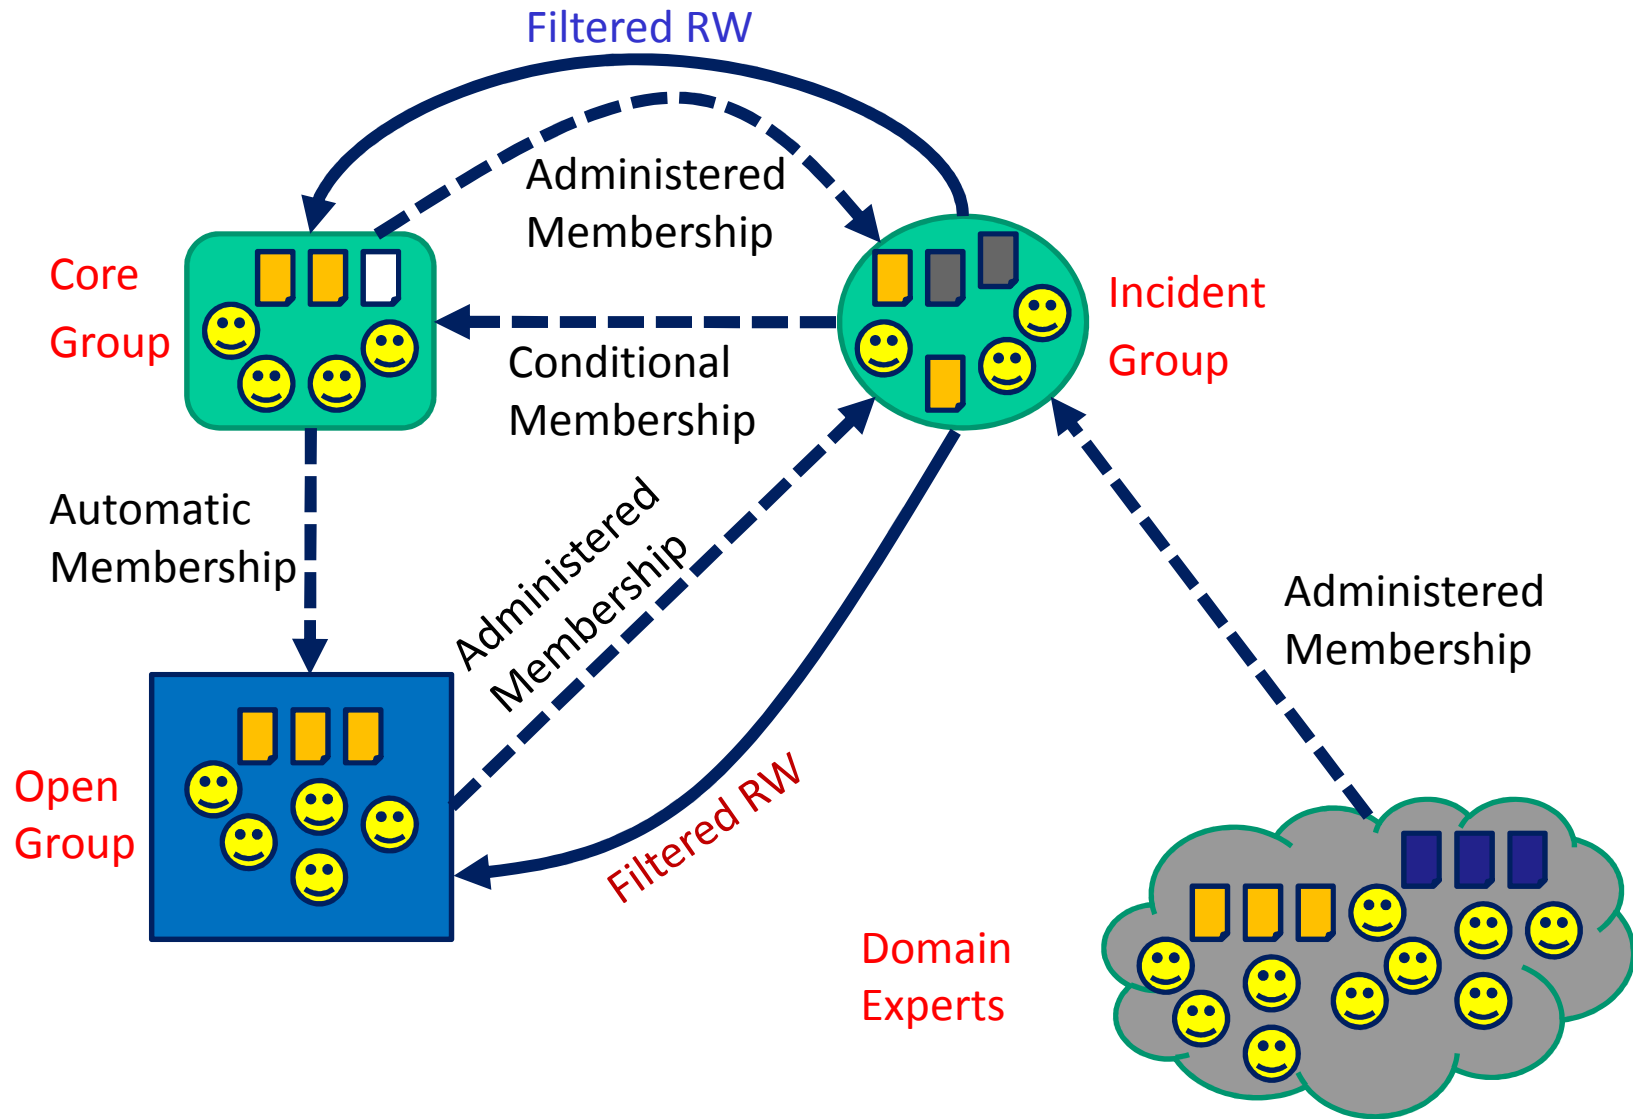 Filtered RW
Administered
Membership
Core
Group
Incident
Group
Conditional
Membership
Automatic
Membership
Administered
Membership
Administered
Membership
Open
Group
Filtered RW
Domain
Experts